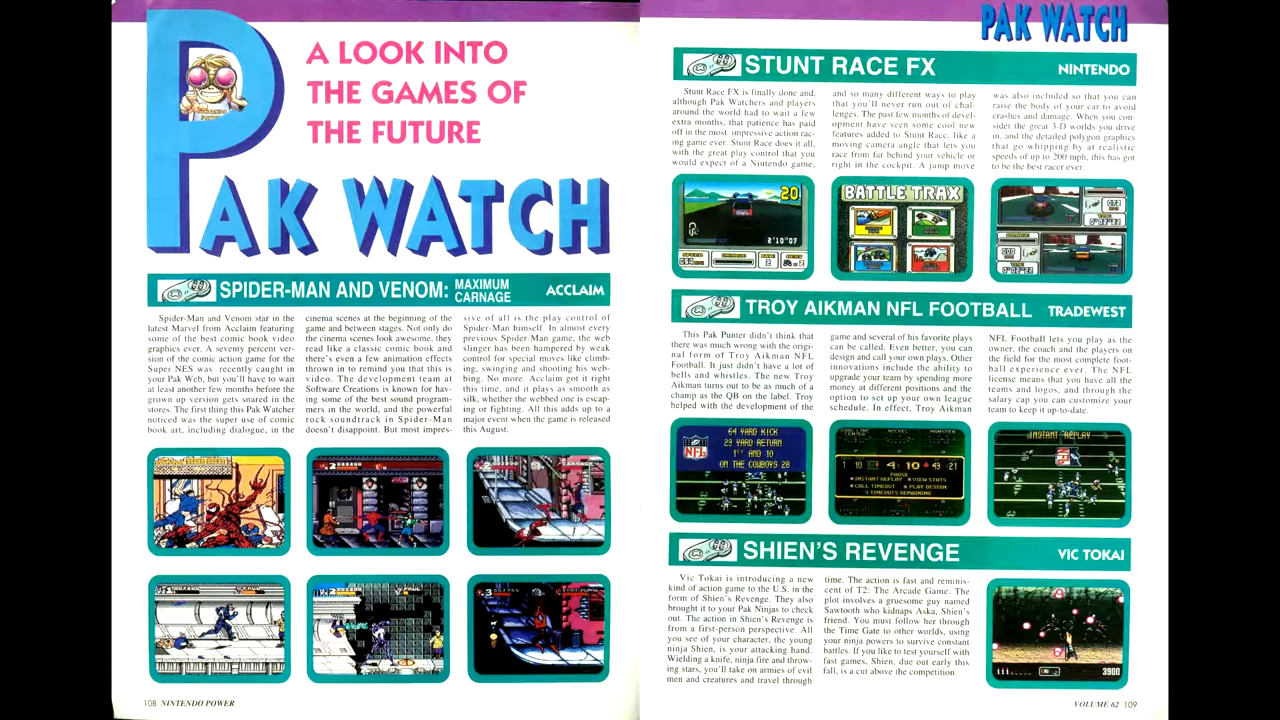 A LOOK INTO
THE GAMES OF
THE FUTURE
PAK WATCH
SPIDER-MAN AND VENOM: MAXIMUM CARNAGE ACCLAIM
Spider-Man and Venom star in the
latest Marvel from Acclaim featuring
some of the best comic book video
graphics ever. A seventy percent ver-
sion of the comic action game for the
Super NES was recently caught in
your Pak Web, but you'll have to wait
at least another few months before the
grown up version gets snared in the
stores. The first thing this Pak Watcher
noticed was the super use of comic
book art, including dialogue, in the
cinema scenes at the beginning of the
game and between stages. Not only do
the cinema scenes look awesome, they
read like a classic comic book and
there's even a few animation effects
thrown in to remind you that this is
video. The development team at
Software Creations is known for hav-
ing some of the best sound program-
mers in the world, and the powerful
rock soundtrack in Spider-Man
doesn't disappoint. But most impres-
sive of all is the play control of
Spider-Man himself. In almost every
previous Spider-Man game, the web
slinger has been hampered by weak
control for special moves like climb-
ing, swinging and shooting his web-
bing. No more. Acclaim got it right
this time, and it plays as smooth as
silk, whether the webbed one is escap-
ing or fighting. All this adds up to a
major event when the game is released
this August.
108 NINTENDO POWER
PAK WATCH
STUNT RACE FX NINTENDO
Stunt Race FX is finally done and,
although Pak Watchers and players
around the world had to wait a few
extra months, that patience has paid
off in the most impressive action rac-
ing game ever. Stunt Race does it all,
with the great play control that you
would expect of a Nintendo game,
and so many different ways to play
that you'll never run out of chal-
lenges. The past few months of devel-
opment have seen some cool new
features added to Stunt Race, like a
moving camera angle that lets you
race from far behind your vehicle or
right in the cockpit. A jump move
was also included so that you can
raise the body of your car to avoid
crashes and damage. When you con-
sider the great 3-D worlds you drive
in, and the detailed polygon graphics
that go whipping by at realistic
speeds of up to 200 mph, this has got
to be the best racer ever.
20
2'10"07
BATTLE TRAX
TROY AIKMAN NFL FOOTBALL TRADEWEST
This Pak Punter didn't think that
there was much wrong with the origi-
nal form of Troy Aikman NFL
Football. It just didn't have a lot of
bells and whistles. The new Troy
Aikman turns out to be as much of a
champ as the QB on the label. Troy
helped with the development of the
game and several of his favorite plays
can be called. Even better, you can
design and call your own plays. Other
innovations include the ability to
upgrade your team by spending more
money at different positions and the
option to set up your own league
schedule. In effect, Troy Aikman
NFL Football lets you play as the
owner, the coach and the players on
the field for the most complete foot-
ball experience ever. The NFL
license means that you have all the
teams and logos, and through the
salary cap you can customize your
team to keep it up-to-date.
64 YARD KICK
23 YARD RETURN
1ST AND 10
ON THE COWBOYS 28
NFL
1 10 4:10 49 -21
PAUSE
INSTANT REPLAY VIEW STATS
CALL TIMEOUT PLAY DESIGN
3 TIMEOUTS REMAINING
INSTANT REPLAY
SHIEN'S REVENGE VIC TOKAI
Vic Tokai is introducing a new
kind of action game to the U.S. in the
form of Shien's Revenge. They also
brought it to your Pak Ninjas to check
out. The action in Shien's Revenge is
from a first-person perspective. All
you see of your character, the young
ninja Shien, is your attacking hand.
Wielding a knife, ninja fire and throw-
ing stars, you'll take on armies of evil
men and creatures and travel through
time. The action is fast and reminis-
cent of T2: The Arcade Game. The
plot involves a gruesome guy named
Sawtooth who kidnaps Aska, Shien's
friend. You must follow her through
the Time Gate to other worlds, using
your ninja powers to survive constant
battles. If you like to test yourself with
fast games, Shien, due out early this
fall, is a cut above the competition.
3900
VOLUME 62 109